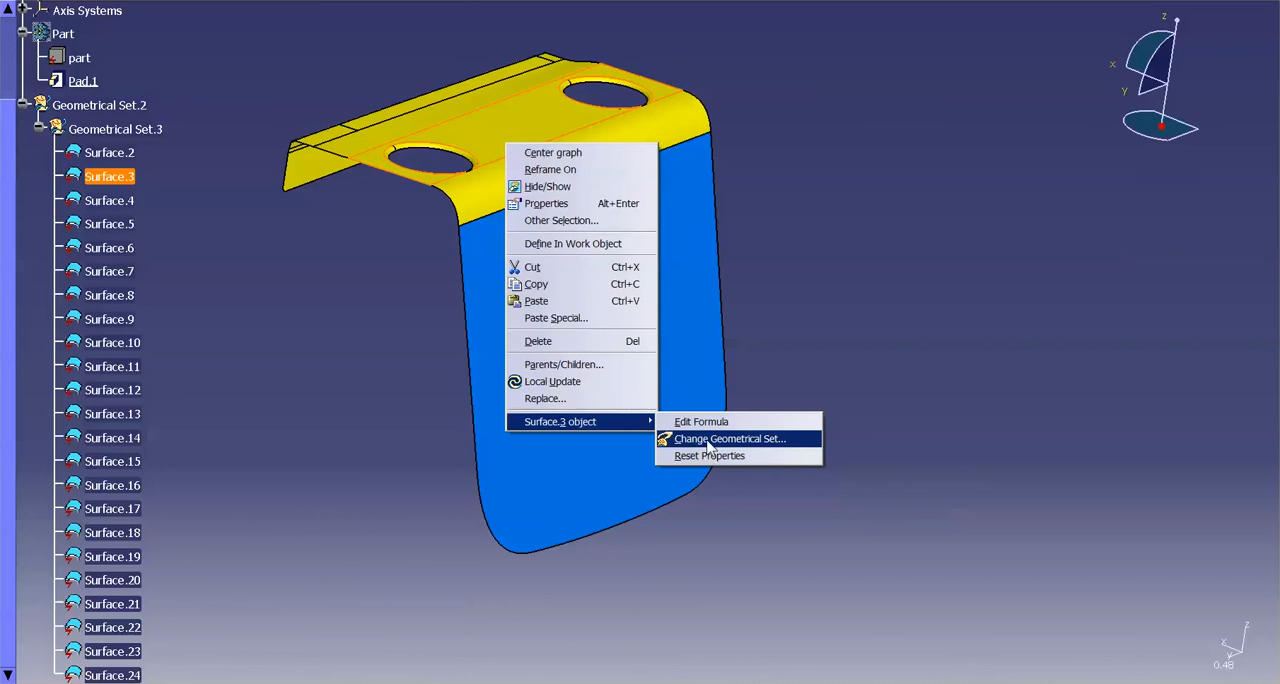 Axis Systems
Part
part
Pad.1
Geometrical Set.2
Geometrical Set.3
Surface.2
Surface.3
Surface.4
Surface.5
Surface.6
Surface.7
Surface.8
Surface.9
Surface.10
Surface.11
Surface.12
Surface.13
Surface.14
Surface.15
Surface.16
Surface.17
Surface.18
Surface.19
Surface.20
Surface.21
Surface.22
Surface.23
Surface.24
Center graph
Reframe On
Hide/Show
Properties Alt+Enter
Other Selection...
Define In Work Object
Cut Ctrl+X
Copy Ctrl+C
Paste Ctrl+V
Paste Special...
Delete Del
Parents/Children...
Local Update
Replace...
Surface.3 object
Edit Formula
Change Geometrical Set...
Reset Properties
z
x
y
z
x
y
0.48